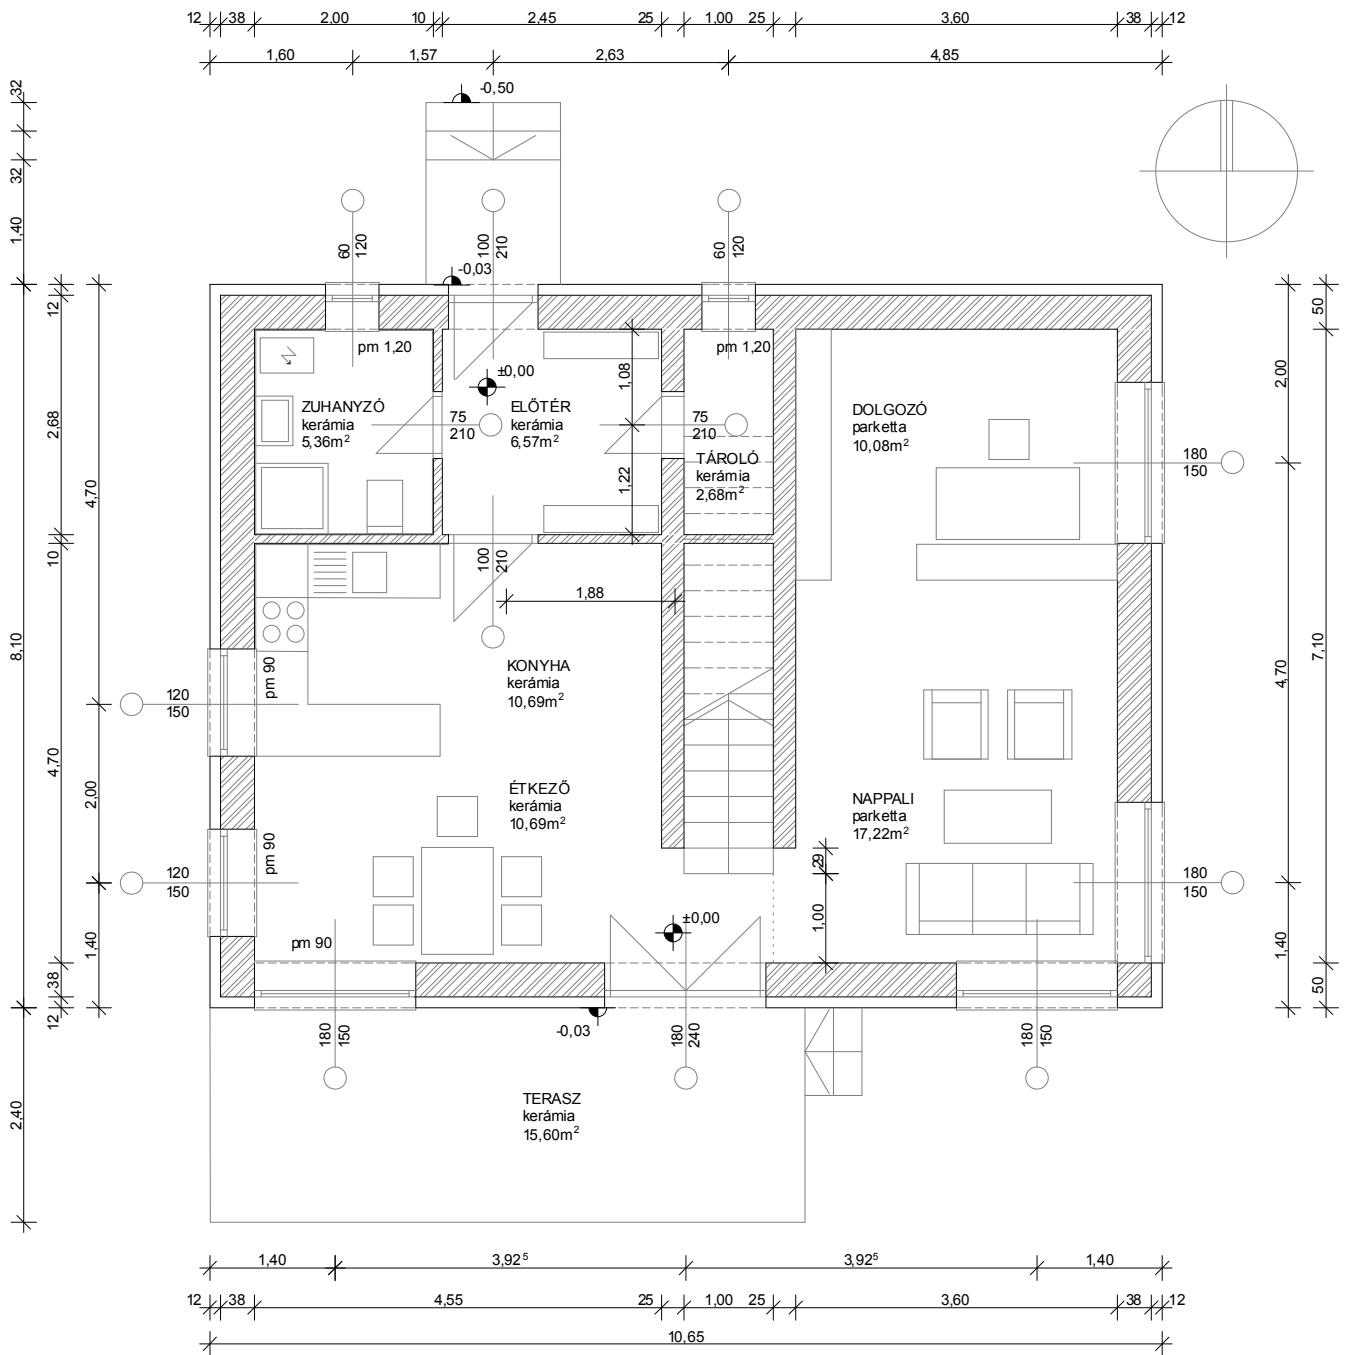 12 38 2,00 10 2,45 25 1,00 25 3,60 38 12
1,60 1,57 2,63 4,85
-0,50
32
32
1,40
60
120
100
210
60
120
-0,03
12
2,68
10
4,70
38
12
8,10
2,40
4,70
2,00
1,40
50
7,10
50
2,00
4,70
1,40
pm 1,20
±0,00
1,08
pm 1,20
ZUHANYZÓ
kerámia
5,36m²
75
210
ELŐTÉR
kerámia
6,57m²
75
210
1,22
TÁROLÓ
kerámia
2,68m²
DOLGOZÓ
parketta
10,08m²
180
150
100
210
1,88
KONYHA
kerámia
10,69m²
120
150
pm 90
ÉTKEZŐ
kerámia
10,69m²
NAPPALI
parketta
17,22m²
pm 90
120
150
29
1,00
180
150
±0,00
pm 90
-0,03
180
150
180
240
180
150
TERASZ
kerámia
15,60m²
1,40 3,92⁵ 3,92⁵ 1,40
12 38 4,55 25 1,00 25 3,60 38 12
10,65